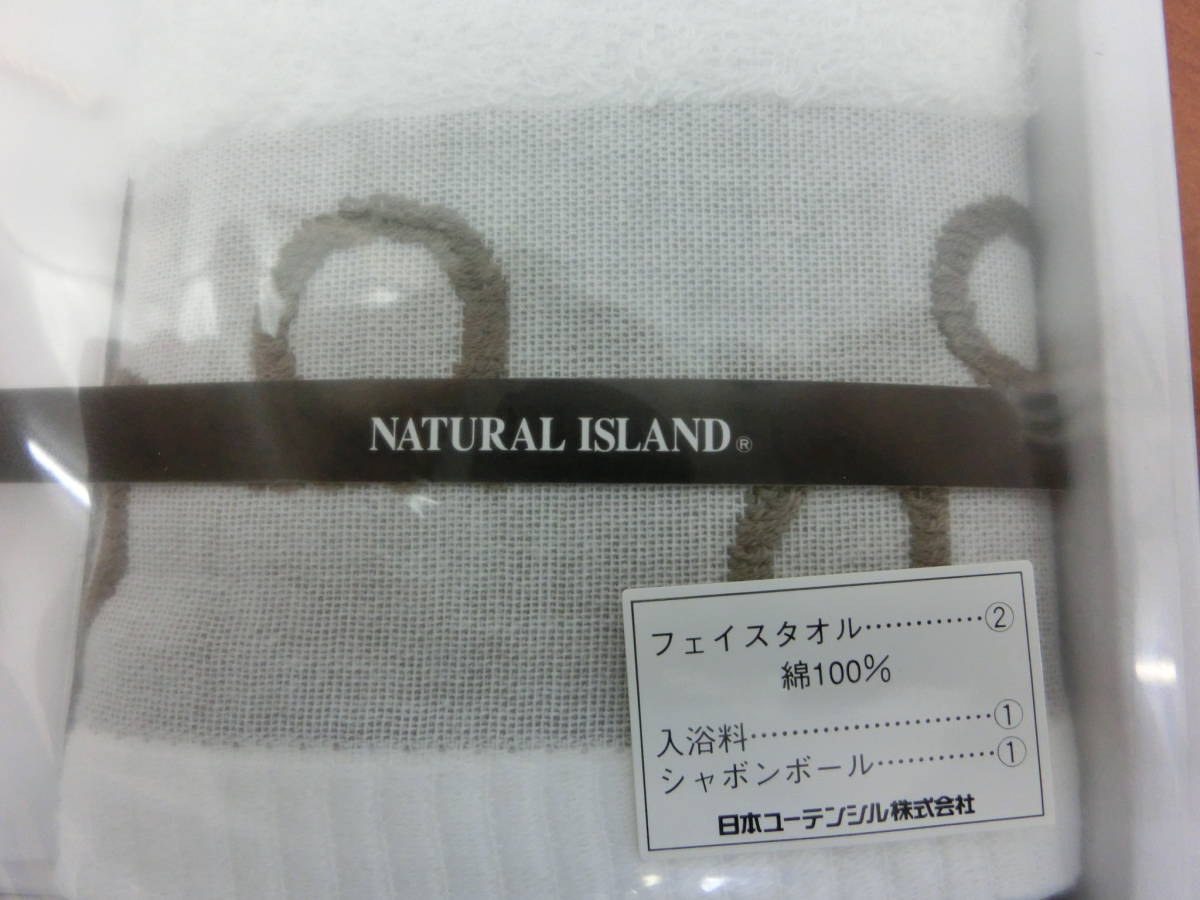 NATURAL ISLAND®
フェイスタオル…………②
綿100%
入浴料……………………①
シャボンボール…………①
日本ユーテンシル株式会社